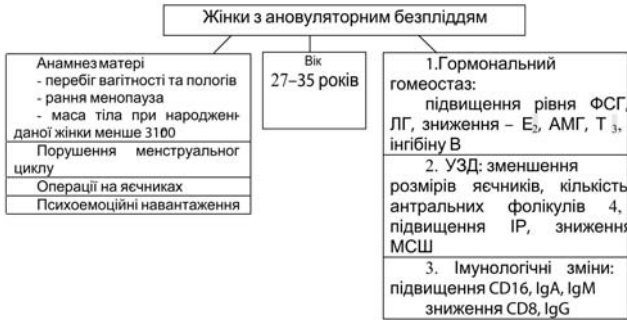 Жінки з ановуляторним безпліддям
Анамнез матері
- перебіг вагітності та пологів
- рання менопауза
- маса тіла при народжен
даної жінки менше 3100
Порушення менструального
циклу
Операції на яєчниках
Психоемоційні навантаження
Вік
27–35 років
1.Гормональний
гомеостаз:
підвищення рівня ФСГ,
ЛГ, зниження – Е₂, АМГ, Т ₃,
інгібіну В
2. УЗД: зменшення
розмірів яєчників, кількість
антральних фолікулів 4,
підвищення ІР, зниження
МСШ
3. Імунологічні зміни:
підвищення CD16, IgA, IgM
зниження CD8, IgG